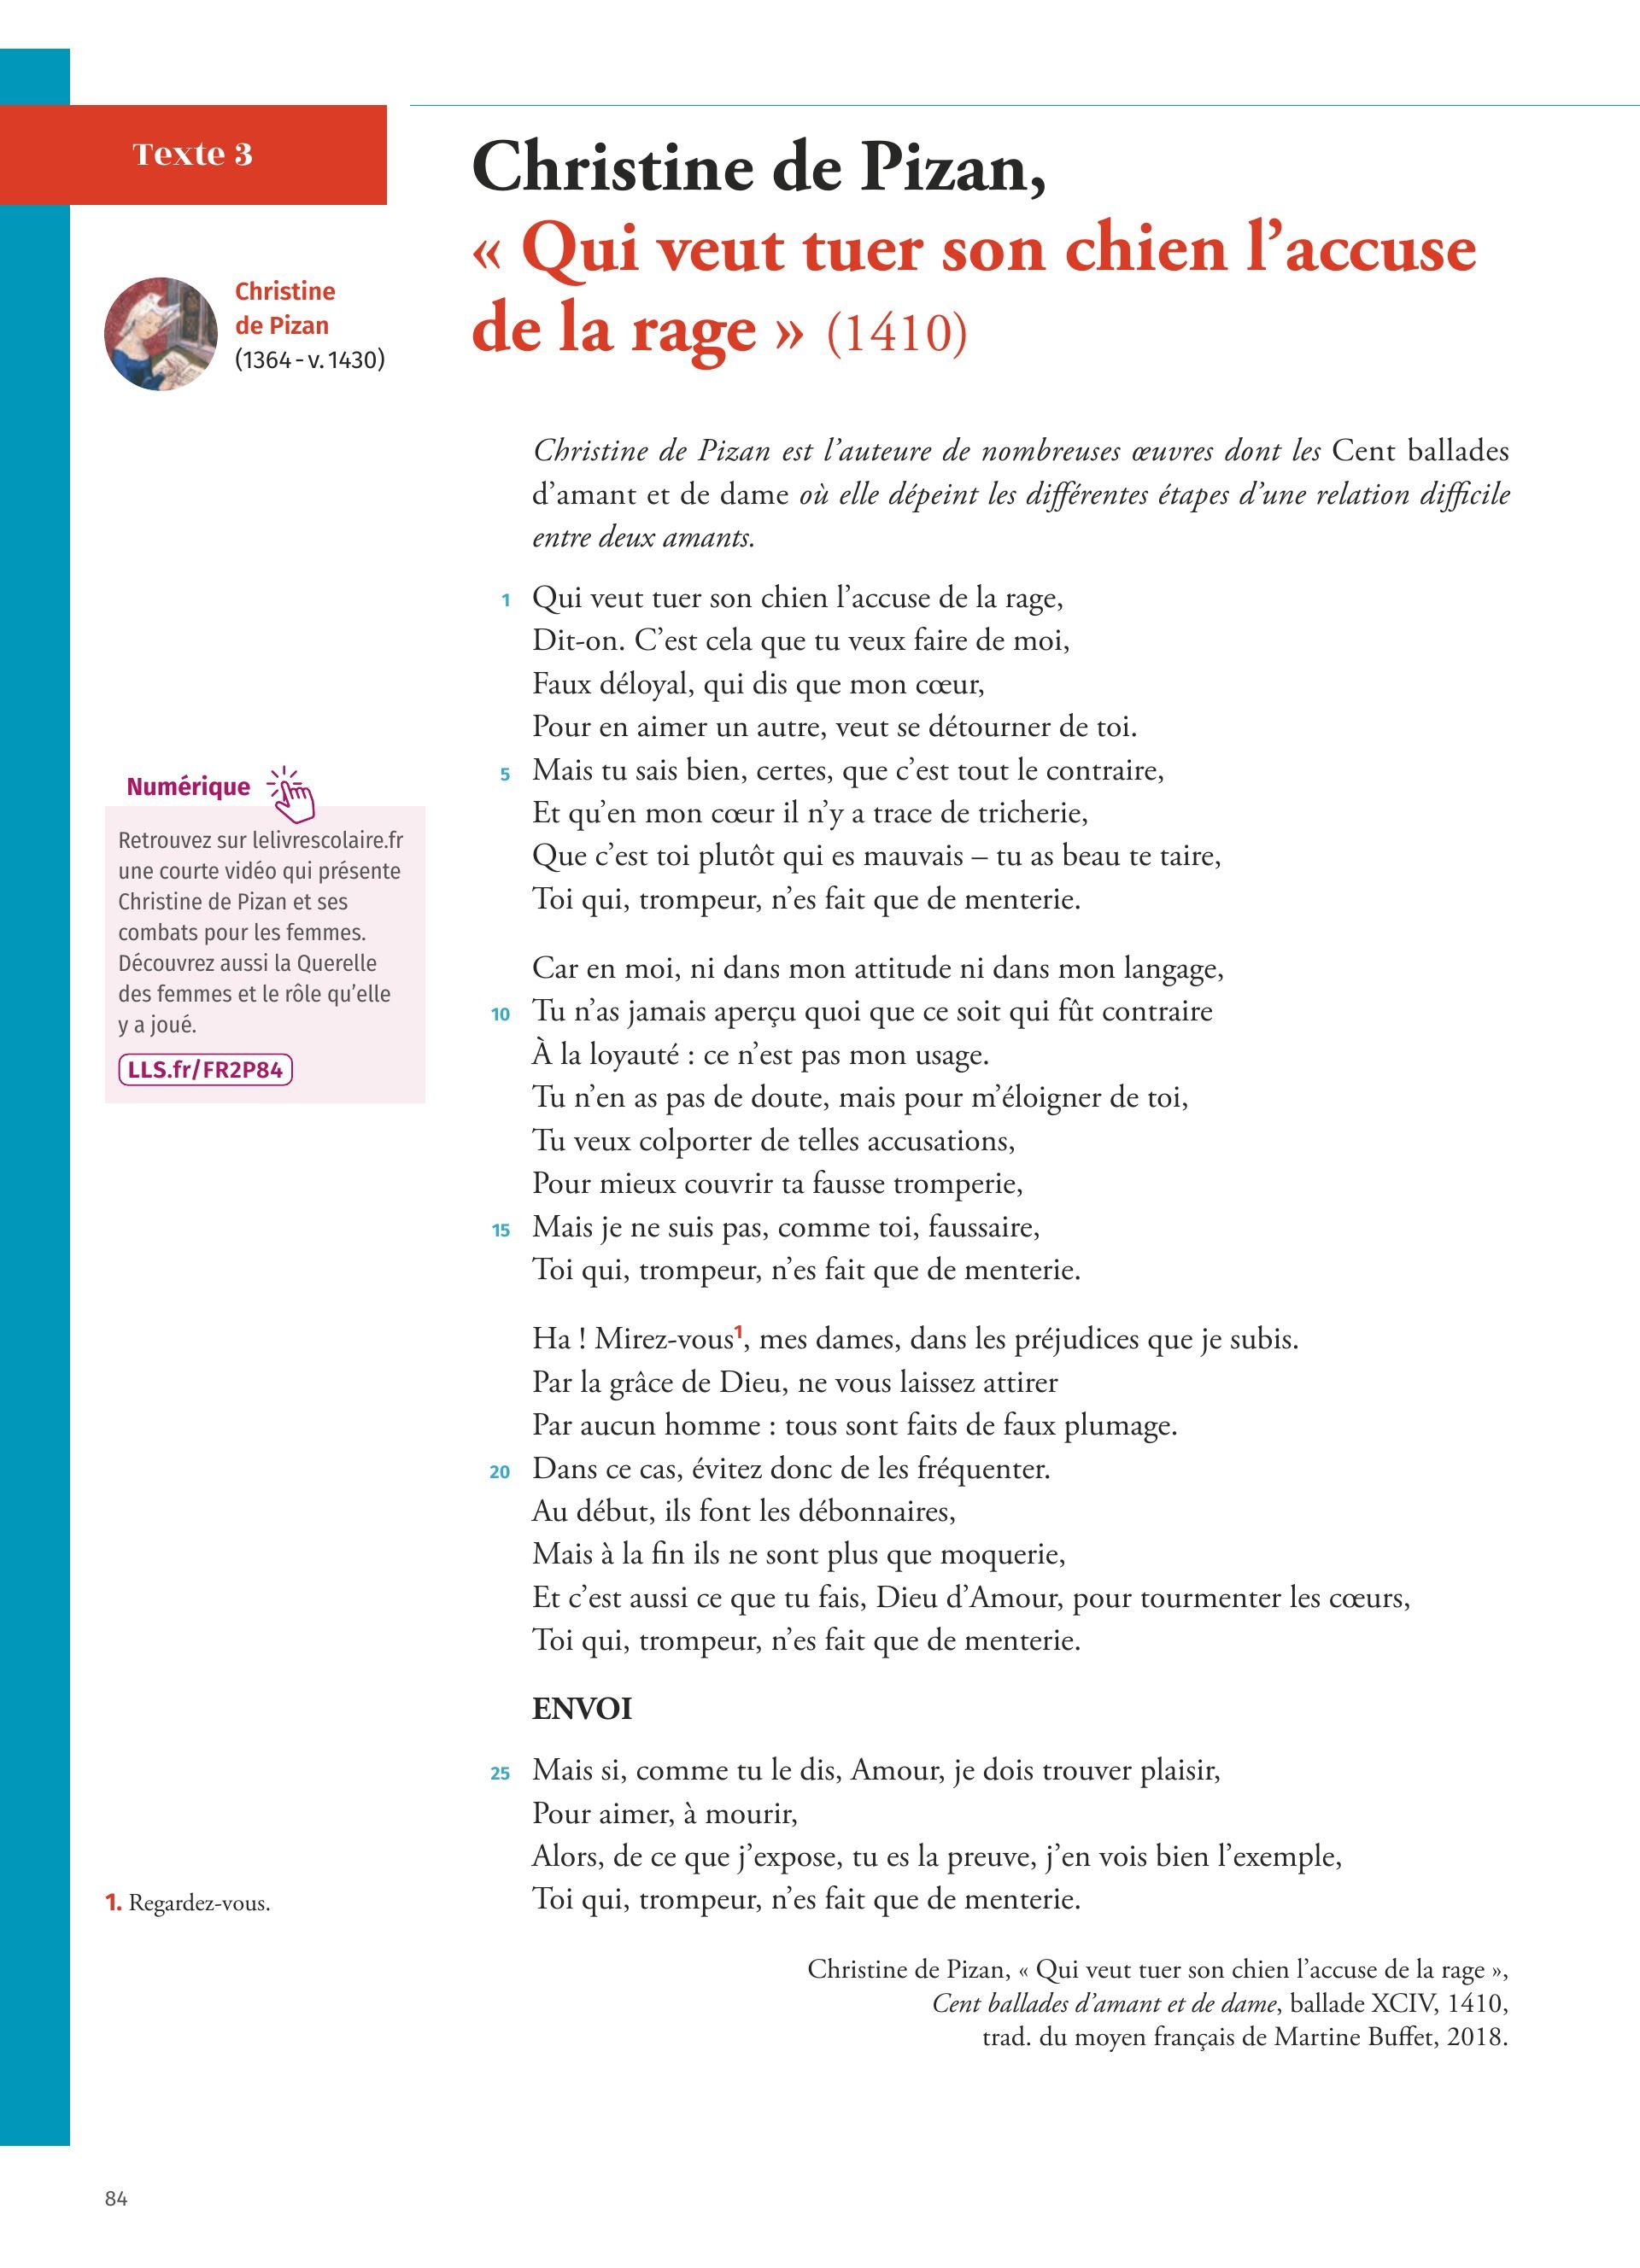 Texte 3
Christine de Pizan,
« Qui veut tuer son chien l’accuse
de la rage » (1410)
Christine
de Pizan
(1364 - v. 1430)
Christine de Pizan est l’auteure de nombreuses œuvres dont les Cent ballades
d’amant et de dame où elle dépeint les différentes étapes d’une relation difficile
entre deux amants.
1 Qui veut tuer son chien l’accuse de la rage,
Dit-on. C’est cela que tu veux faire de moi,
Faux déloyal, qui dis que mon cœur,
Pour en aimer un autre, veut se détourner de toi.
5 Mais tu sais bien, certes, que c’est tout le contraire,
Et qu’en mon cœur il n’y a trace de tricherie,
Que c’est toi plutôt qui es mauvais – tu as beau te taire,
Toi qui, trompeur, n’es fait que de menterie.
Car en moi, ni dans mon attitude ni dans mon langage,
10 Tu n’as jamais aperçu quoi que ce soit qui fût contraire
À la loyauté : ce n’est pas mon usage.
Tu n’en as pas de doute, mais pour m’éloigner de toi,
Tu veux colporter de telles accusations,
Pour mieux couvrir ta fausse tromperie,
15 Mais je ne suis pas, comme toi, faussaire,
Toi qui, trompeur, n’es fait que de menterie.
Ha ! Mirez-vous1, mes dames, dans les préjudices que je subis.
Par la grâce de Dieu, ne vous laissez attirer
Par aucun homme : tous sont faits de faux plumage.
20 Dans ce cas, évitez donc de les fréquenter.
Au début, ils font les débonnaires,
Mais à la fin ils ne sont plus que moquerie,
Et c’est aussi ce que tu fais, Dieu d’Amour, pour tourmenter les cœurs,
Toi qui, trompeur, n’es fait que de menterie.
ENVOI
25 Mais si, comme tu le dis, Amour, je dois trouver plaisir,
Pour aimer, à mourir,
Alors, de ce que j’expose, tu es la preuve, j’en vois bien l’exemple,
Toi qui, trompeur, n’es fait que de menterie.
Christine de Pizan, « Qui veut tuer son chien l’accuse de la rage »,
Cent ballades d’amant et de dame, ballade XCIV, 1410,
trad. du moyen français de Martine Buffet, 2018.
Numérique
Retrouvez sur lelivrescolaire.fr
une courte vidéo qui présente
Christine de Pizan et ses
combats pour les femmes.
Découvrez aussi la Querelle
des femmes et le rôle qu’elle
y a joué.
LLS.fr/FR2P84
1. Regardez-vous.
84